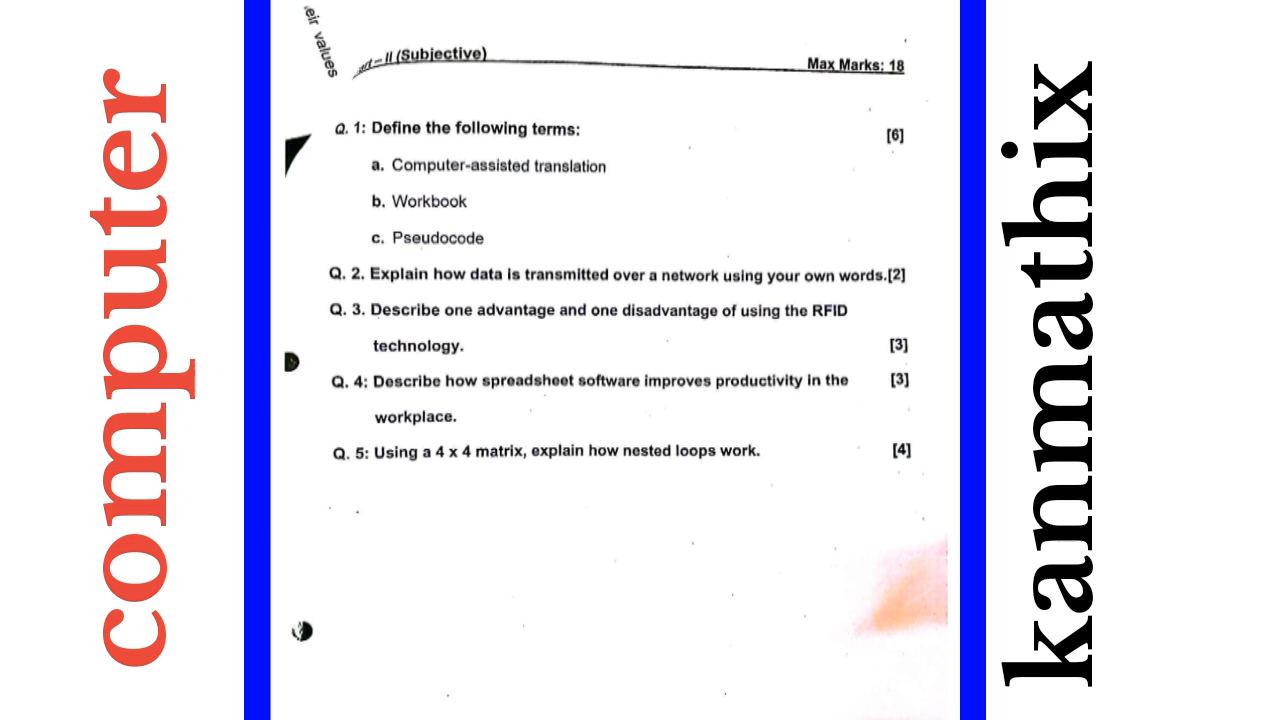 computer
eir values
art – II (Subjective)
Max Marks: 18
Q. 1: Define the following terms: [6]
a. Computer-assisted translation
b. Workbook
c. Pseudocode
Q. 2. Explain how data is transmitted over a network using your own words.[2]
Q. 3. Describe one advantage and one disadvantage of using the RFID
technology. [3]
Q. 4: Describe how spreadsheet software improves productivity in the [3]
workplace.
Q. 5: Using a 4 x 4 matrix, explain how nested loops work. [4]
kanmathix